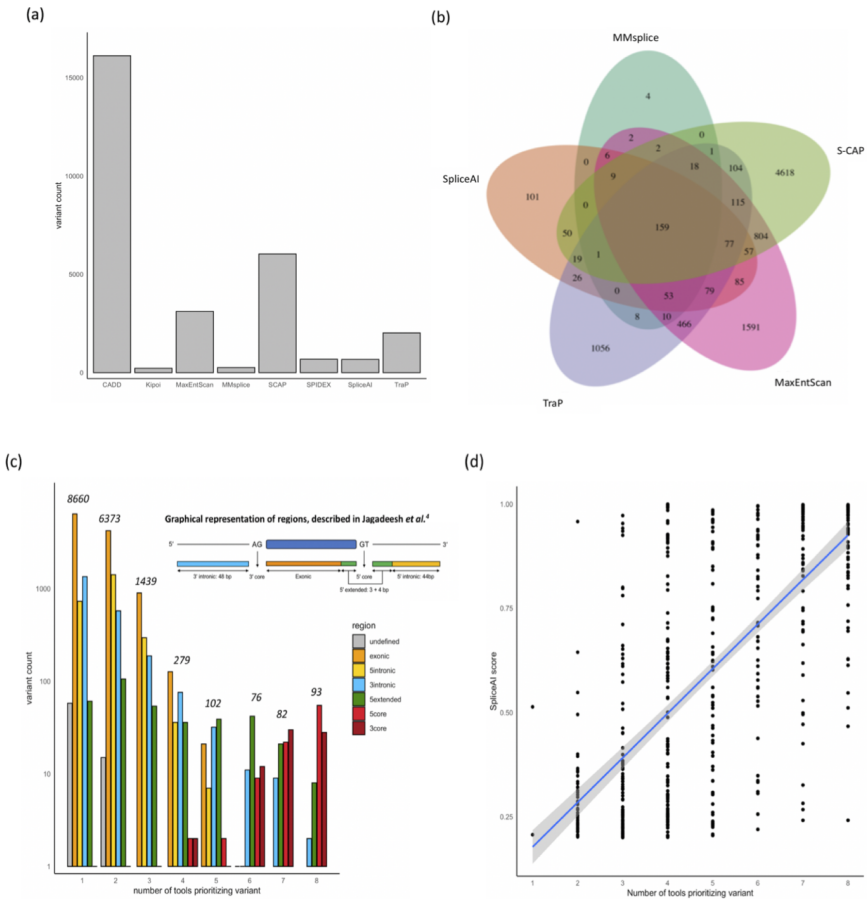 (a)
15000
10000
5000
0
variant count
CADD Kipoi MaxEntScan MMsplice SCAP SPIDEX SpliceAI TraP
(b)
MMsplice
S-CAP
SpliceAI
MaxEntScan
TraP
4
2 0
6 2 1
0 9 18 104 4618
101 0 115
159
50 77 804
19 1 57
26 0 53 79 85
8 10 466 1591
1056
(c)
8660
6373
1439
279
102
76
82
93
Graphical representation of regions, described in Jagadeesh et al.4
5' AG GT 3'
3' intronic: 48 bp 3' core Exonic 5' core 5' intronic: 44bp
5' extended: 3 + 4 bp
region
undefined
exonic
5intronic
3intronic
5extended
5core
3core
1000
100
10
1
variant count
1 2 3 4 5 6 7 8
number of tools prioritizing variant
(d)
1.00
0.75
0.50
0.25
SpliceAI score
1 2 3 4 5 6 7 8
Number of tools prioritizing variant